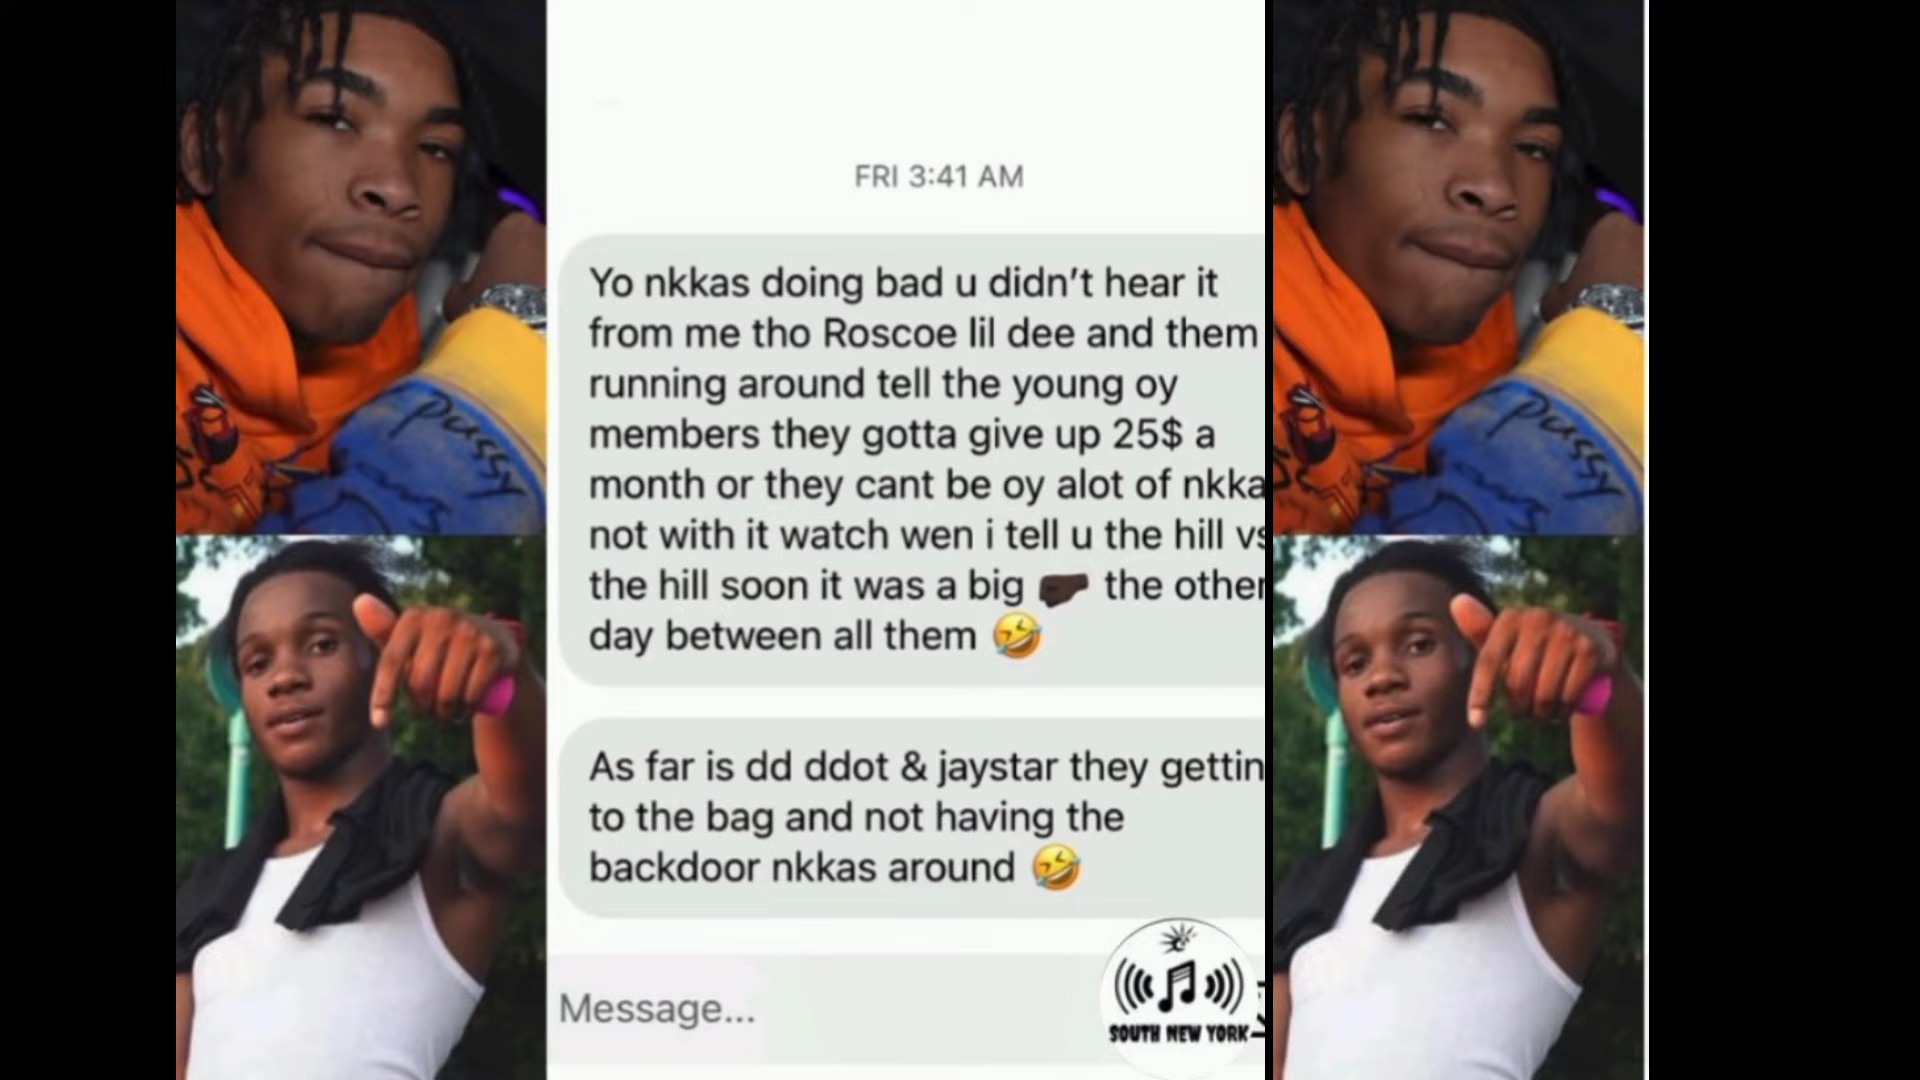 FRI 3:41 AM
Yo nkkas doing bad u didn't hear it
from me tho Roscoe lil dee and them
running around tell the young oy
members they gotta give up 25$ a
month or they cant be oy alot of nkka
not with it watch wen i tell u the hill vs
the hill soon it was a big 🤛🏿 the other
day between all them 🤣
As far is dd ddot & jaystar they gettin
to the bag and not having the
backdoor nkkas around 🤣
Message...
SOUTH NEW YORK
pussy
pussy